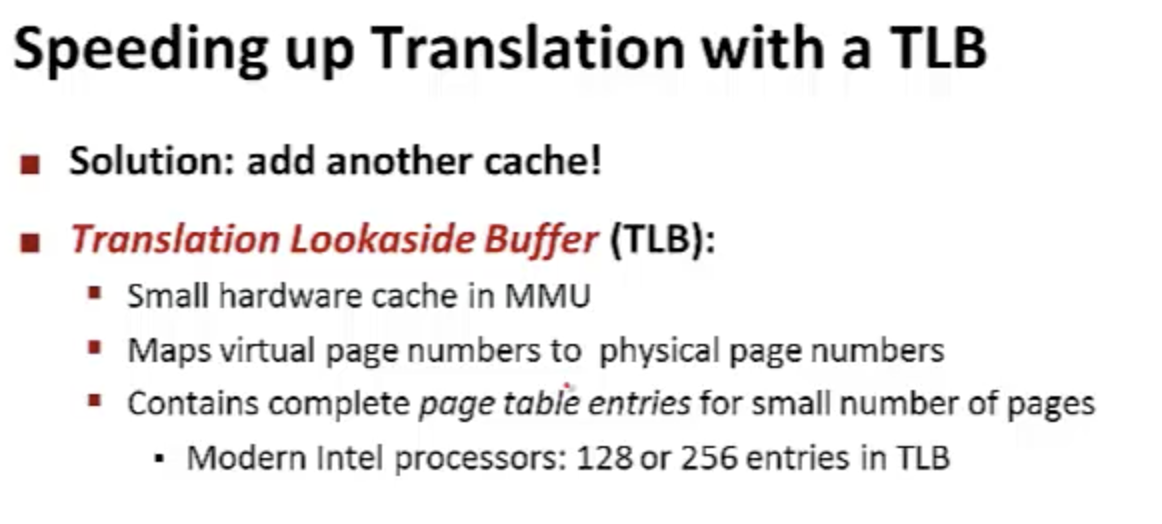 Speeding up Translation with a TLB
Solution: add another cache!
Translation Lookaside Buffer (TLB):
Small hardware cache in MMU
Maps virtual page numbers to physical page numbers
Contains complete page table entries for small number of pages
Modern Intel processors: 128 or 256 entries in TLB